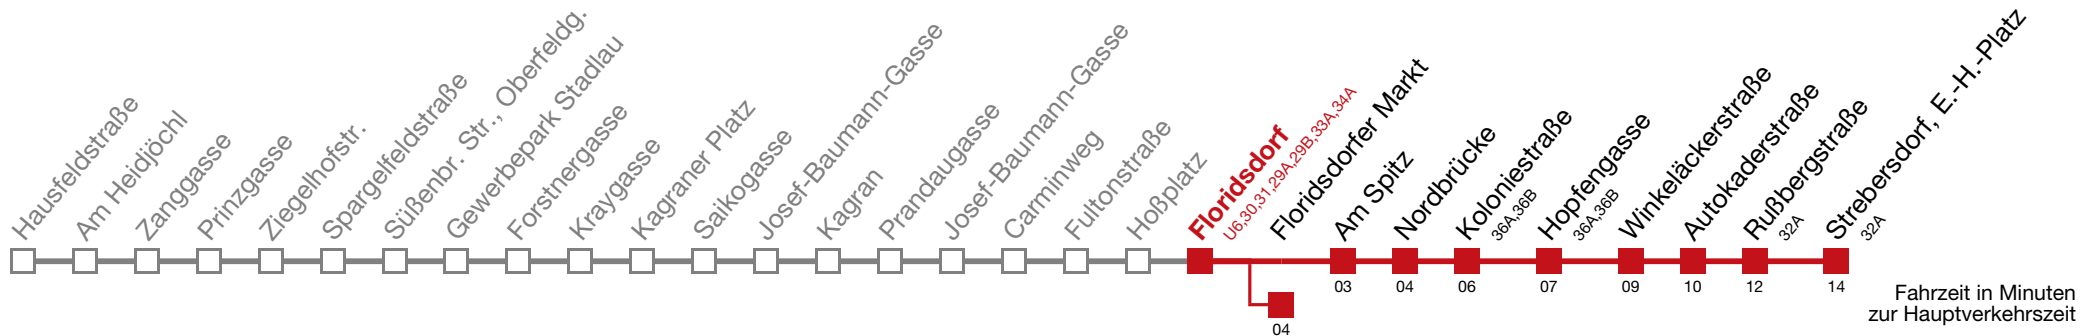 Hausfeldstraße
Am Heidjöchl
Zanggasse
Prinzgasse
Ziegelhofstr.
Spargelfeldstraße
Süßenbr. Str., Oberfeldg.
Gewerbepark Stadlau
Forstnergasse
Kraygasse
Kagraner Platz
Saikogasse
Josef-Baumann-Gasse
Kagran
Prandaugasse
Josef-Baumann-Gasse
Carminweg
Fultonstraße
Hoßplatz
Floridsdorf
U6,30,31,29A,29B,33A,34A
Floridsdorfer Markt
Am Spitz
Nordbrücke
Koloniestraße
36A,36B
Hopfengasse
36A,36B
Winkeläckerstraße
Autokaderstraße
Rußbergstraße
32A
Strebersdorf, E.-H.-Platz
32A
03
04
06
07
09
10
12
14
04
Fahrzeit in Minuten
zur Hauptverkehrszeit